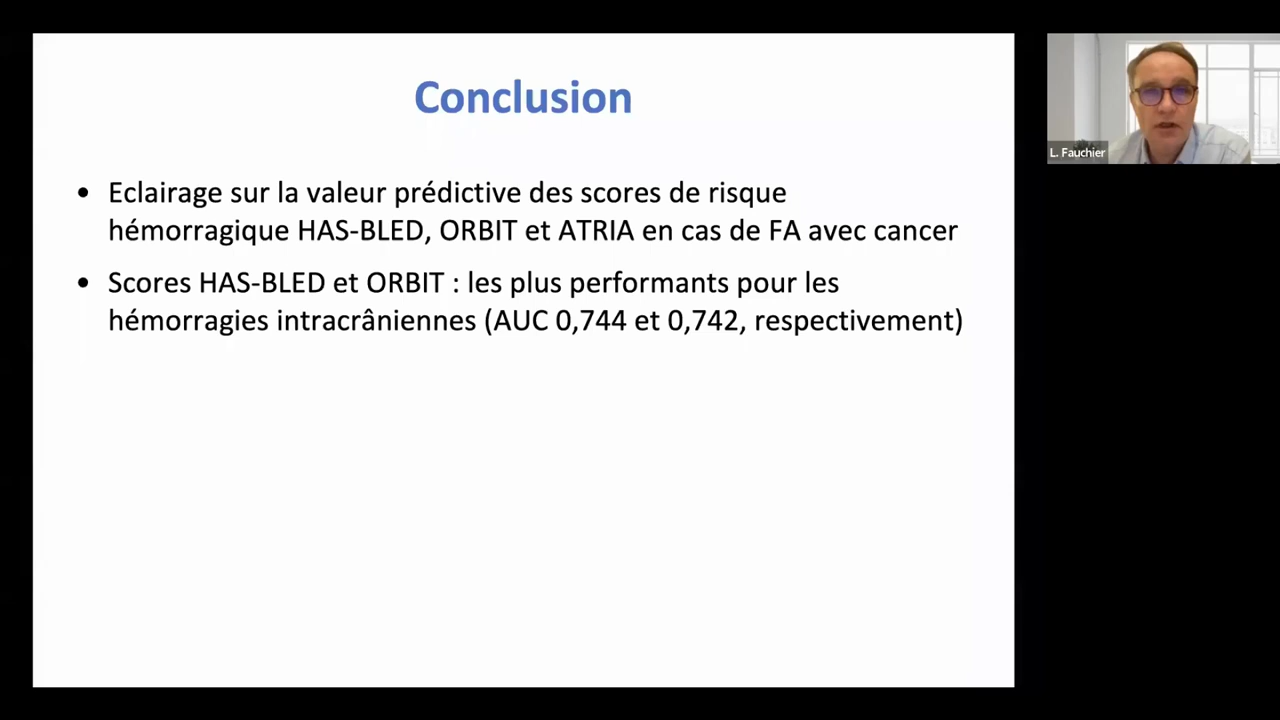 Conclusion
• Eclairage sur la valeur prédictive des scores de risque
hémorragique HAS-BLED, ORBIT et ATRIA en cas de FA avec cancer
• Scores HAS-BLED et ORBIT : les plus performants pour les
hémorragies intracrâniennes (AUC 0,744 et 0,742, respectivement)
L. Fauchier